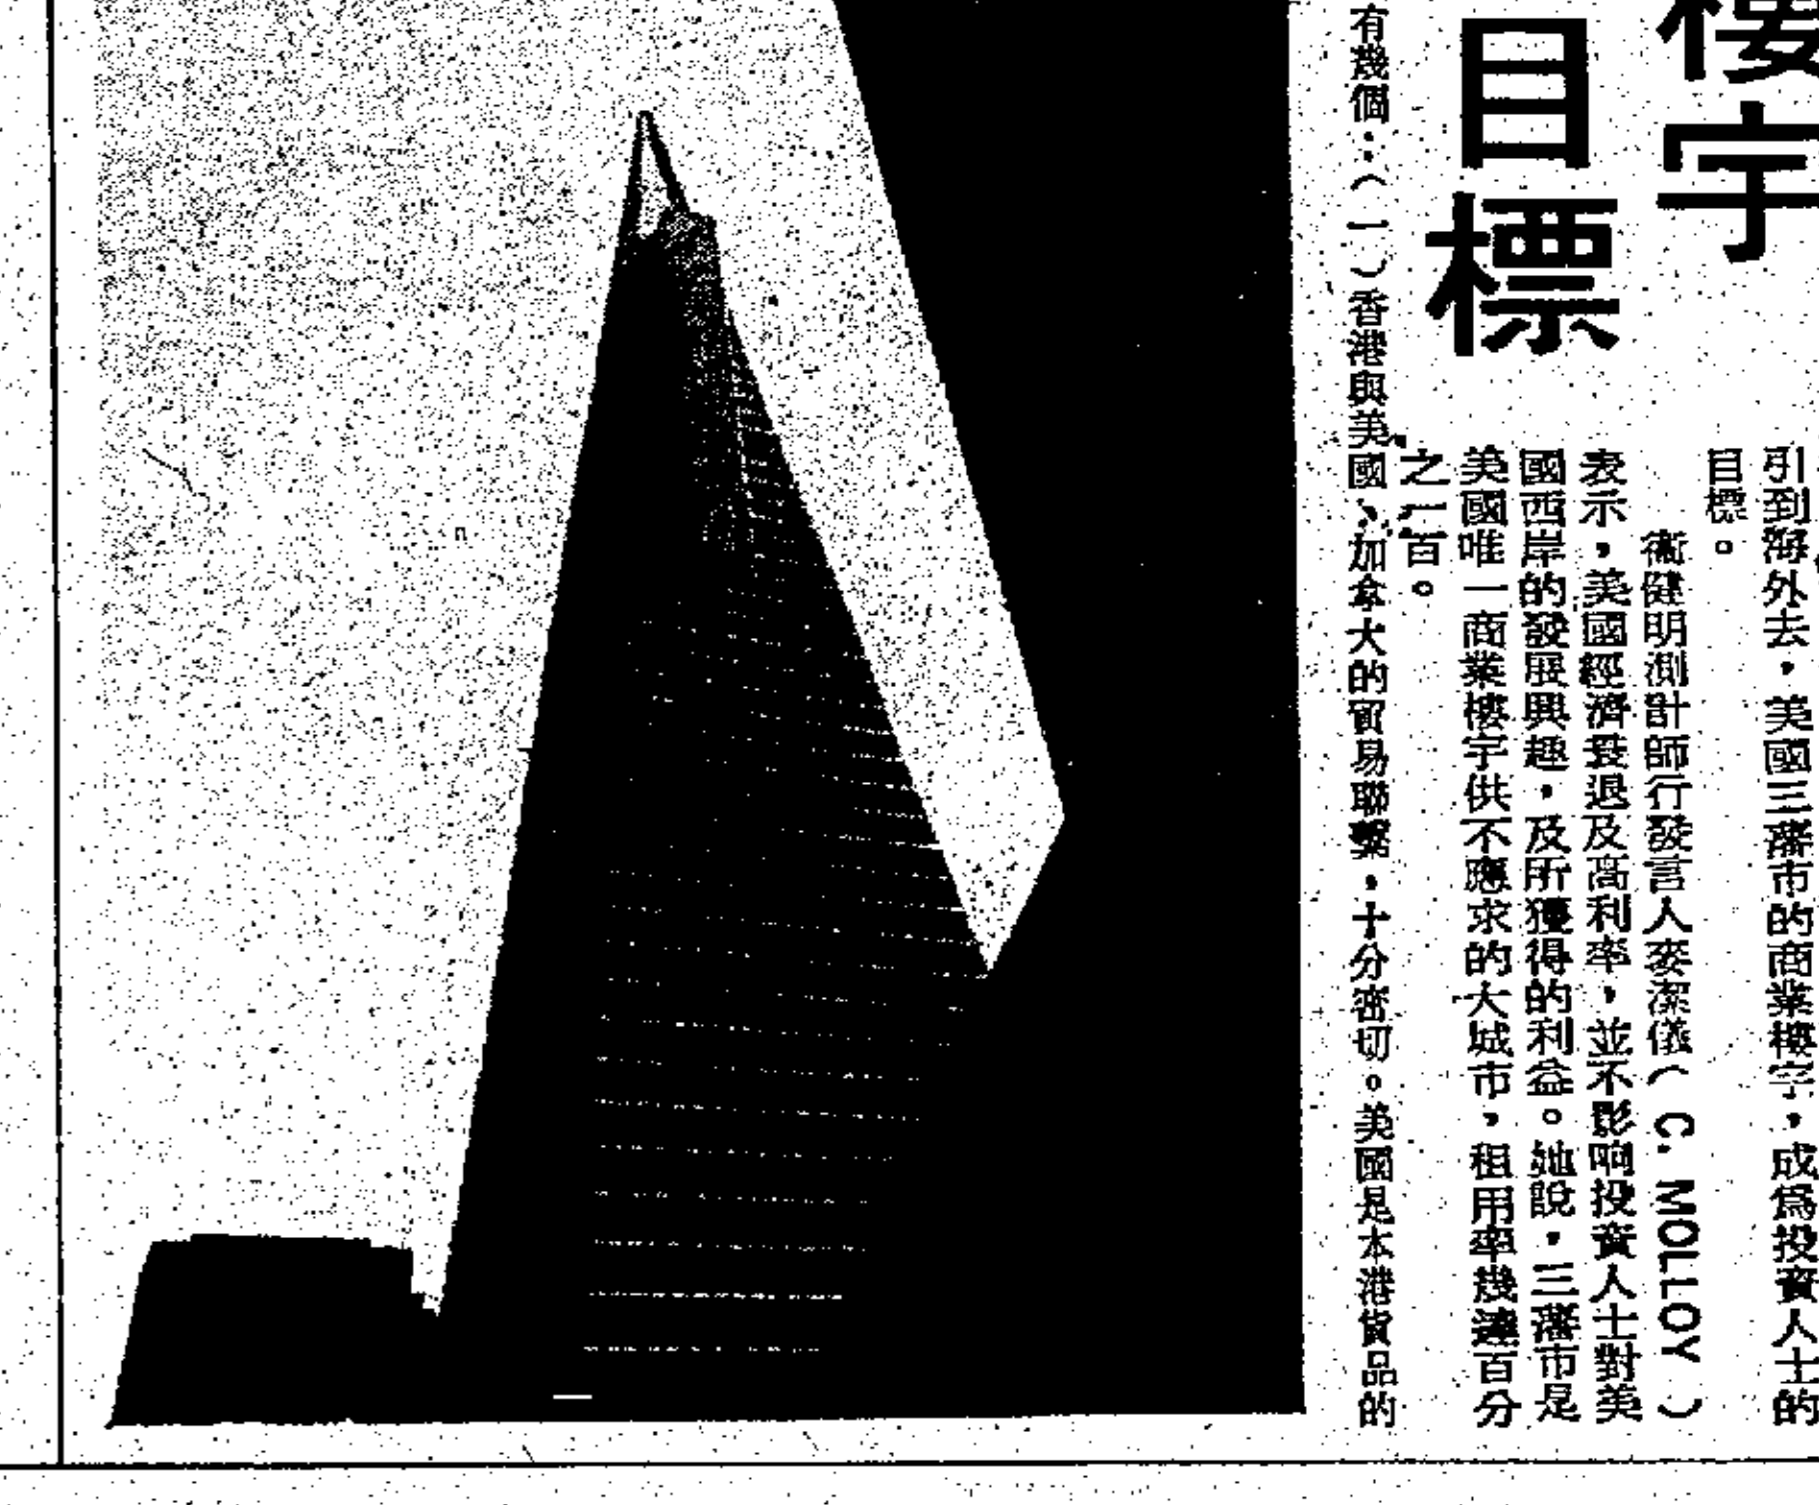 樓宇
目標
引到海外去，美國三藩市的商業樓宇，成爲投資人士的
目標。
衞健明測計師行發言人麥潔儀（C. MOLLOY）
表示，美國經濟衰退及高利率，並不影响投資人士對美
國西岸的發展興趣，及所獲得的利益。她說，三藩市是
美國唯一商業樓宇供不應求的大城市，租用率幾達百分
之一百。
有幾個：（一）香港與美國、加拿大的貿易聯繫，十分密切。美國是本港貨品的